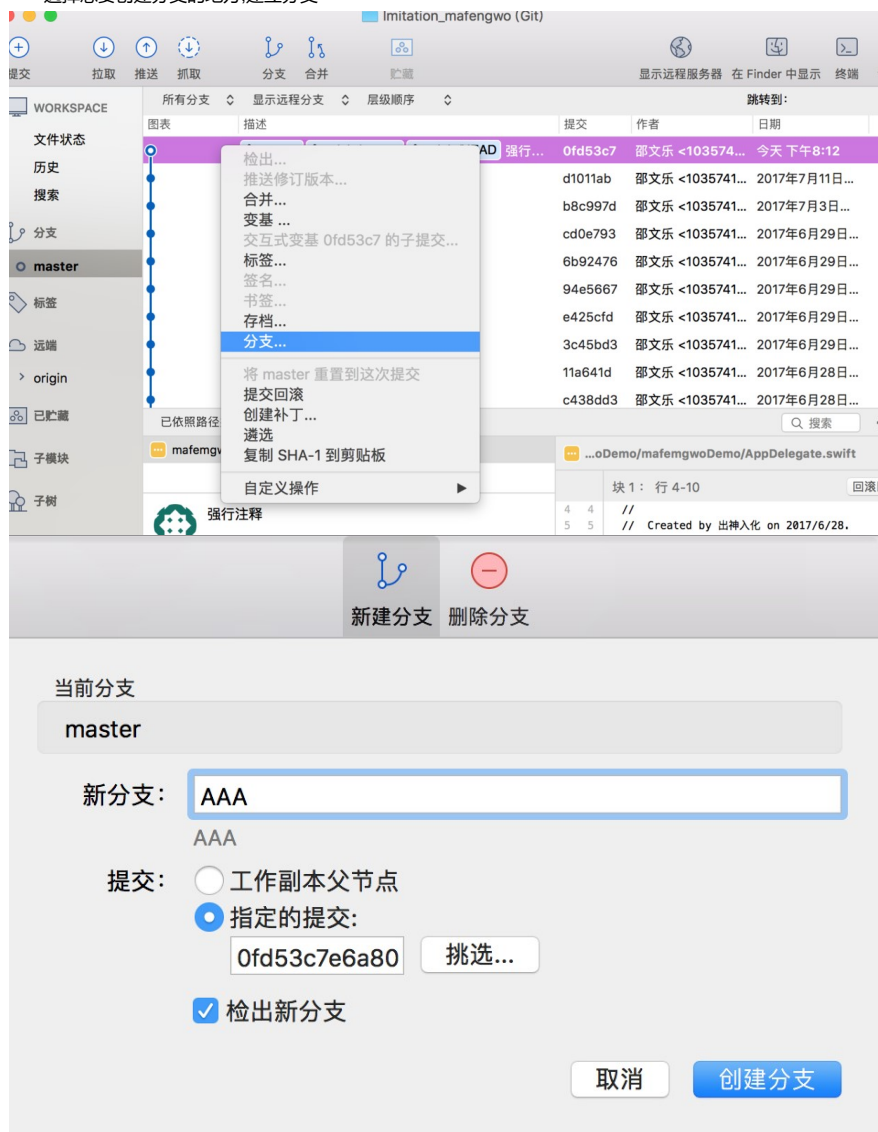 选择想要创建分支的地方,建立分支
Imitation_mafengwo (Git)
提交 拉取 推送 抓取 分支 合并 贮藏 显示远程服务器 在 Finder 中显示 终端
WORKSPACE
文件状态
历史
搜索
分支
master
标签
远端
origin
已贮藏
子模块
子树
所有分支 显示远程分支 层级顺序 跳转到:
图表 描述 提交 作者 日期
AD 强行... 0fd53c7 邵文乐 <103574... 今天 下午8:12
d1011ab 邵文乐 <1035741... 2017年7月11日...
b8c997d 邵文乐 <1035741... 2017年7月3日...
cd0e793 邵文乐 <1035741... 2017年6月29日...
6b92476 邵文乐 <1035741... 2017年6月29日...
94e5667 邵文乐 <1035741... 2017年6月29日...
e425cfd 邵文乐 <1035741... 2017年6月29日...
3c45bd3 邵文乐 <1035741... 2017年6月29日...
11a641d 邵文乐 <1035741... 2017年6月28日...
c438dd3 邵文乐 <1035741... 2017年6月28日...
检出...
推送修订版本...
合并...
变基 ...
交互式变基 0fd53c7 的子提交...
标签...
签名...
书签...
存档...
分支...
将 master 重置到这次提交
提交回滚
创建补丁...
遴选
复制 SHA-1 到剪贴板
自定义操作
已依照路径 搜索
mafemgw
...oDemo/mafemgwoDemo/AppDelegate.swift
块 1： 行 4-10 回滚
强行注释
4 4 //
5 5 // Created by 出神入化 on 2017/6/28.
新建分支 删除分支
当前分支
master
新分支: AAA
AAA
提交: 工作副本父节点
指定的提交:
0fd53c7e6a80 挑选...
检出新分支
取消 创建分支